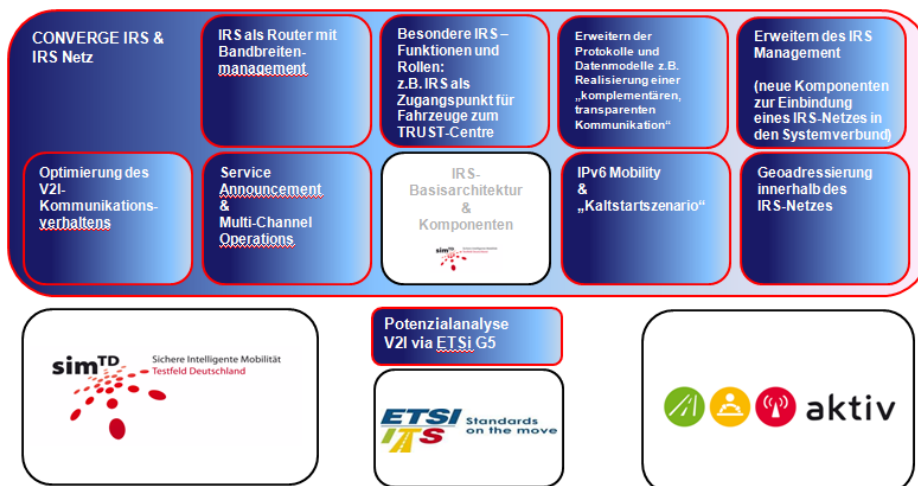 CONVERGE IRS &
IRS Netz
IRS als Router mit
Bandbreiten-
management
Besondere IRS –
Funktionen und
Rollen:
z.B. IRS als
Zugangspunkt für
Fahrzeuge zum
TRUST-Centre
Erweitern der
Protokolle und
Datenmodelle z.B.
Realisierung einer
„komplementären,
transparenten
Kommunikation“
Erweitern des IRS
Management
(neue Komponenten
zur Einbindung
eines IRS-Netzes in
den Systemverbund)
Optimierung des
V2I-
Kommunikations-
verhaltens
Service
Announcement
&
Multi-Channel
Operations
IRS-
Basisarchitektur
&
Komponenten
simTD
IPv6 Mobility
&
„Kaltstartszenario“
Geoadressierung
innerhalb des
IRS-Netzes
simTD
Sichere Intelligente Mobilität
Testfeld Deutschland
Potenzialanalyse
V2I via ETSi G5
ETSI
ITS
Standards
on the move
aktiv